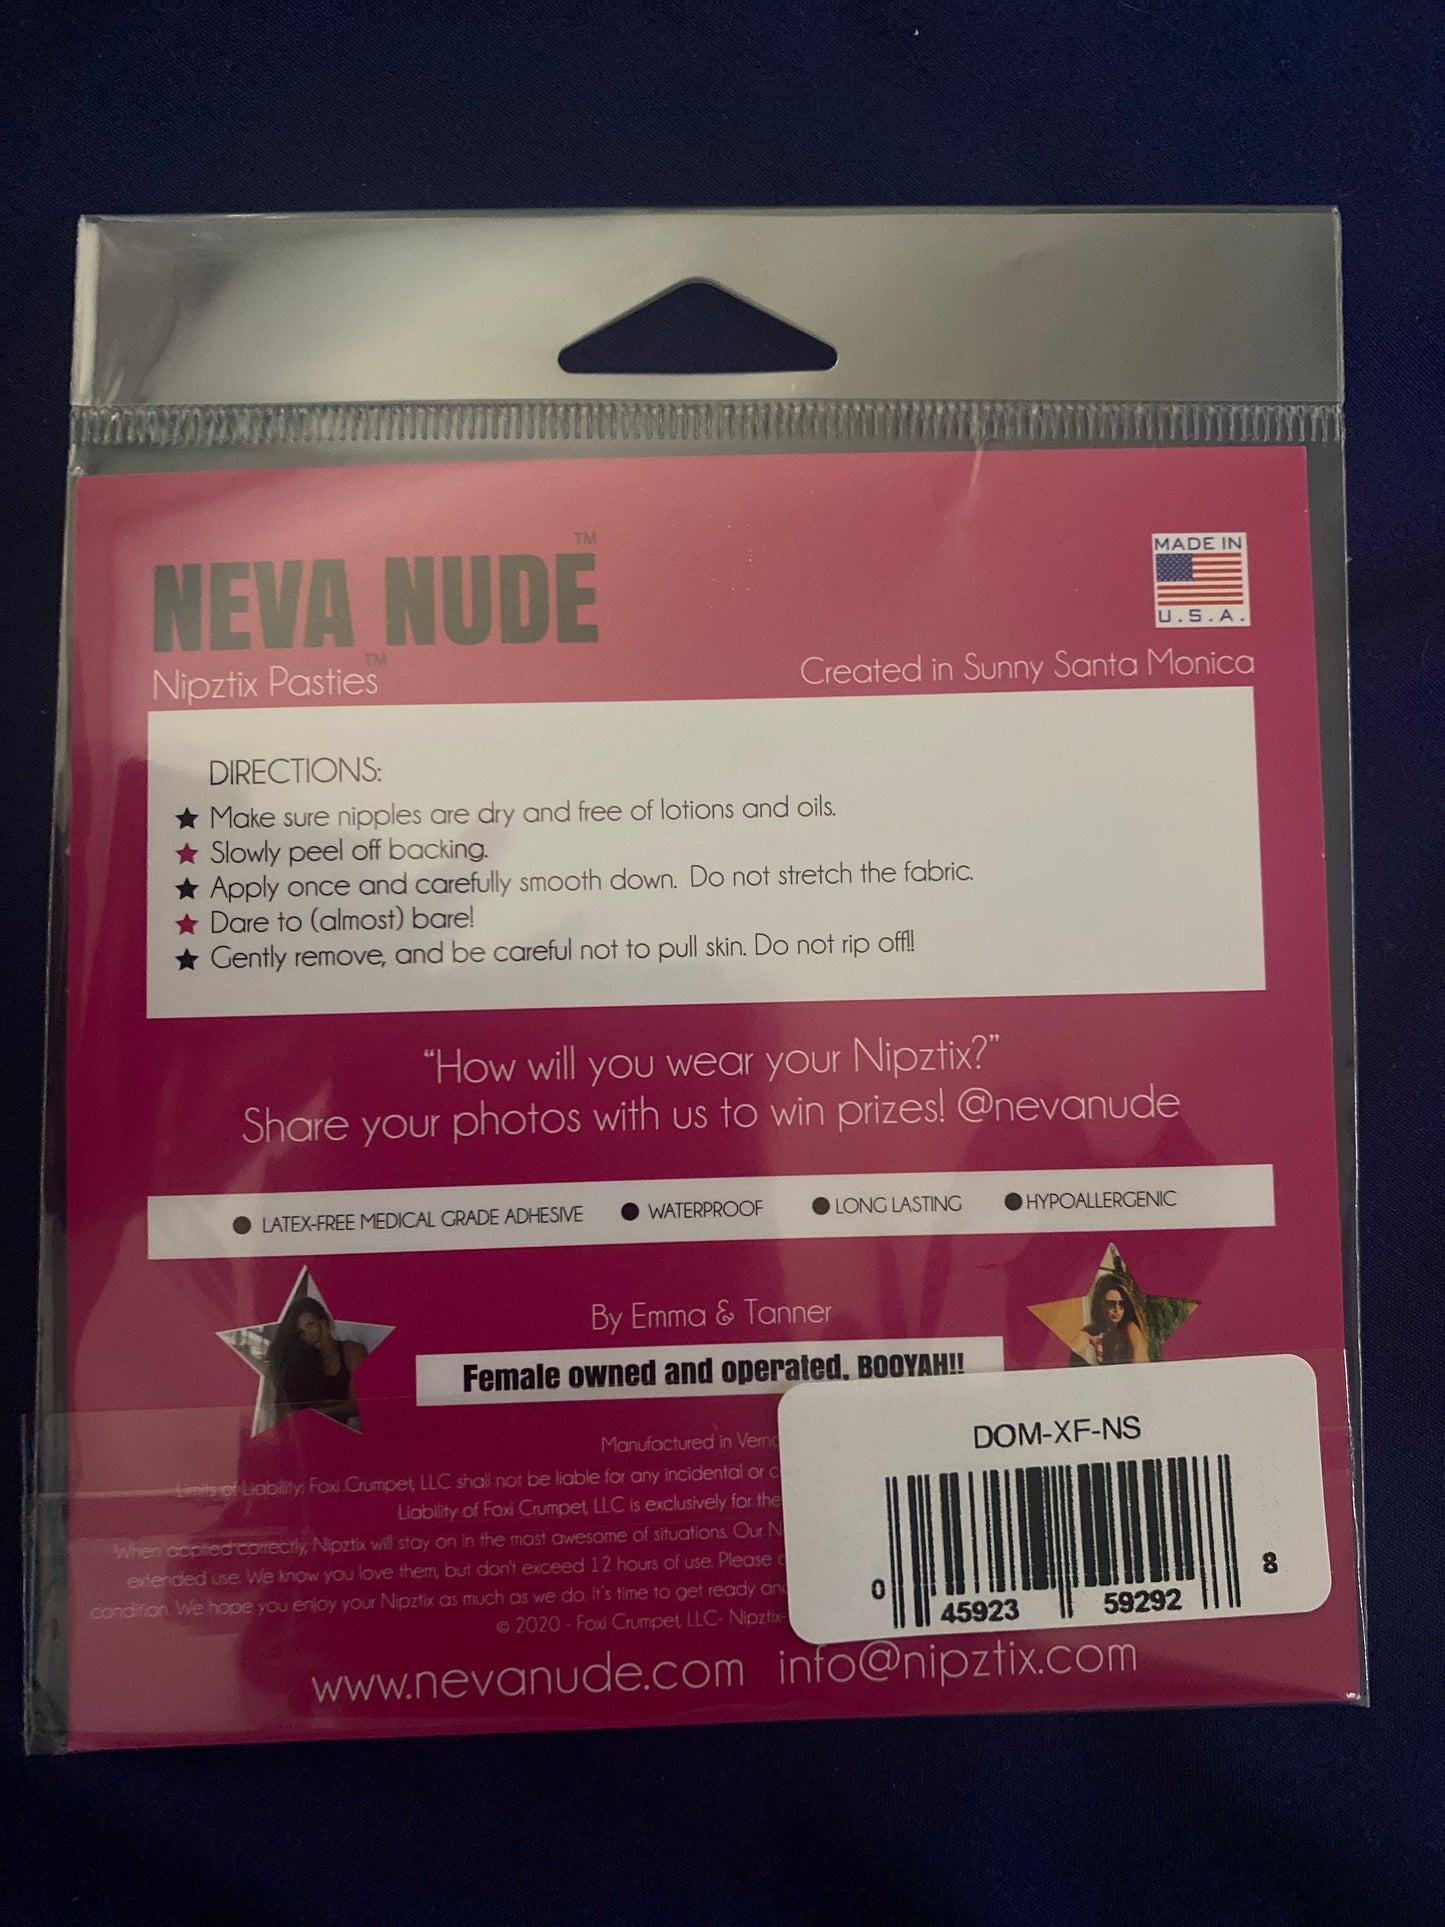 NEVA NUDE™
Nipztix Pasties™
MADE IN
U.S.A.
Created in Sunny Santa Monica
DIRECTIONS:
★ Make sure nipples are dry and free of lotions and oils.
★ Slowly peel off backing.
★ Apply once and carefully smooth down. Do not stretch the fabric.
★ Dare to (almost) bare!
★ Gently remove, and be careful not to pull skin. Do not rip off!!
“How will you wear your Nipztix?”
Share your photos with us to win prizes! @nevanude
● LATEX-FREE MEDICAL GRADE ADHESIVE ● WATERPROOF ● LONG LASTING ● HYPOALLERGENIC
By Emma & Tanner
Female owned and operated, BOOYAH!!
Manufactured in
Limits of Liability: Foxi Crumpet, LLC shall not be liable for any incidental or
Liability of Foxi Crumpet, LLC is exclusively for the
When applied correctly, Nipztix will stay on in the most awesome of situations. Our
extended use. We know you love them, but don't exceed 12 hours of use. Please
condition. We hope you enjoy your Nipztix as much as we do. It's time to get ready
© 2020 - Foxi Crumpet, LLC- Nipztix-
DOM-XF-NS
0 45923 59292 8
www.nevanude.com info@nipztix.com